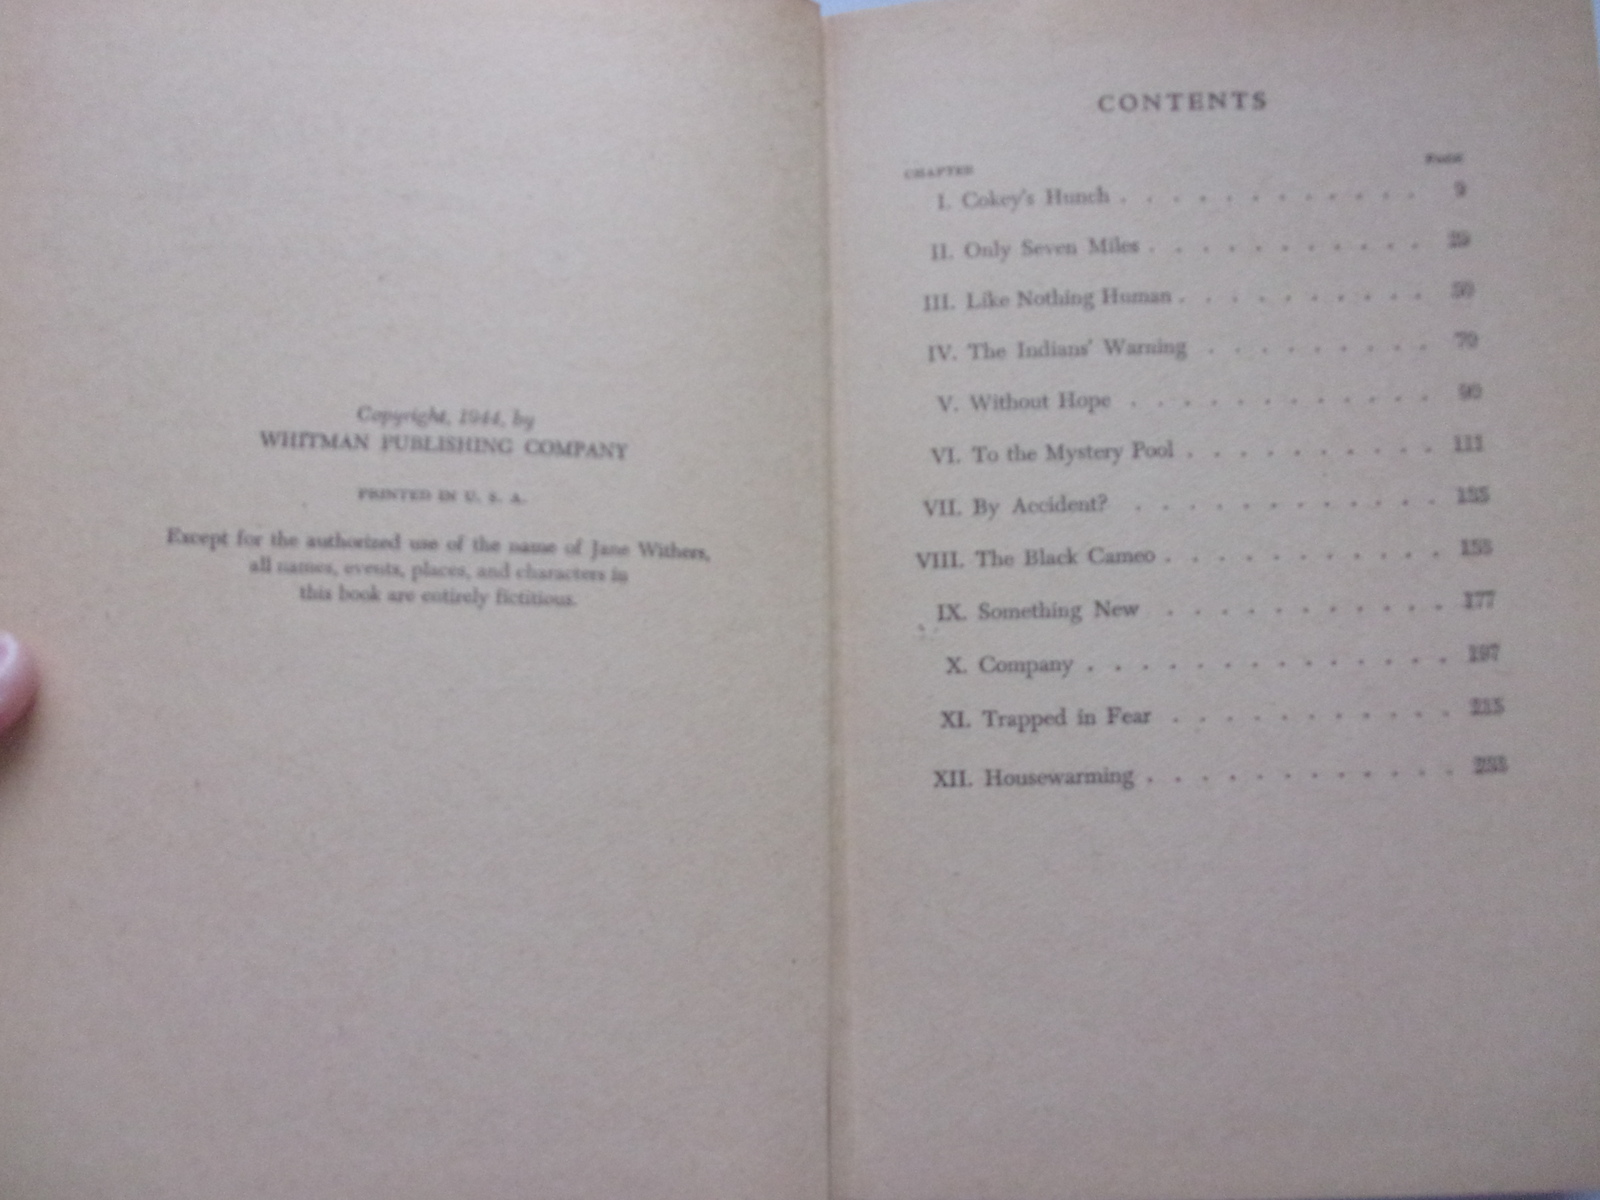 Copyright, 1944, by
WHITMAN PUBLISHING COMPANY
PRINTED IN U. S. A.
Except for the authorized use of the name of Jane Withers,
all names, events, places, and characters in
this book are entirely fictitious.
CONTENTS
CHAPTER PAGE
I. Cokey's Hunch . . . . . . . . . . . . 9
II. Only Seven Miles . . . . . . . . . . . 29
III. Like Nothing Human . . . . . . . . . . 50
IV. The Indians' Warning . . . . . . . . . 70
V. Without Hope . . . . . . . . . . . . 90
VI. To the Mystery Pool . . . . . . . . . . 111
VII. By Accident? . . . . . . . . . . . .
VIII. The Black Cameo . . . . . . . . . . .
IX. Something New . . . . . . . . . . . 177
X. Company . . . . . . . . . . . . . . 197
XI. Trapped in Fear . . . . . . . . . . . 215
XII. Housewarming . . . . . . . . . . . .